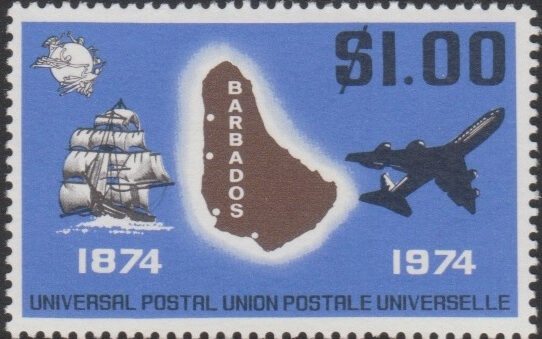 $1.00
BARBADOS
1874
1974
UNIVERSAL POSTAL UNION POSTALE UNIVERSELLE